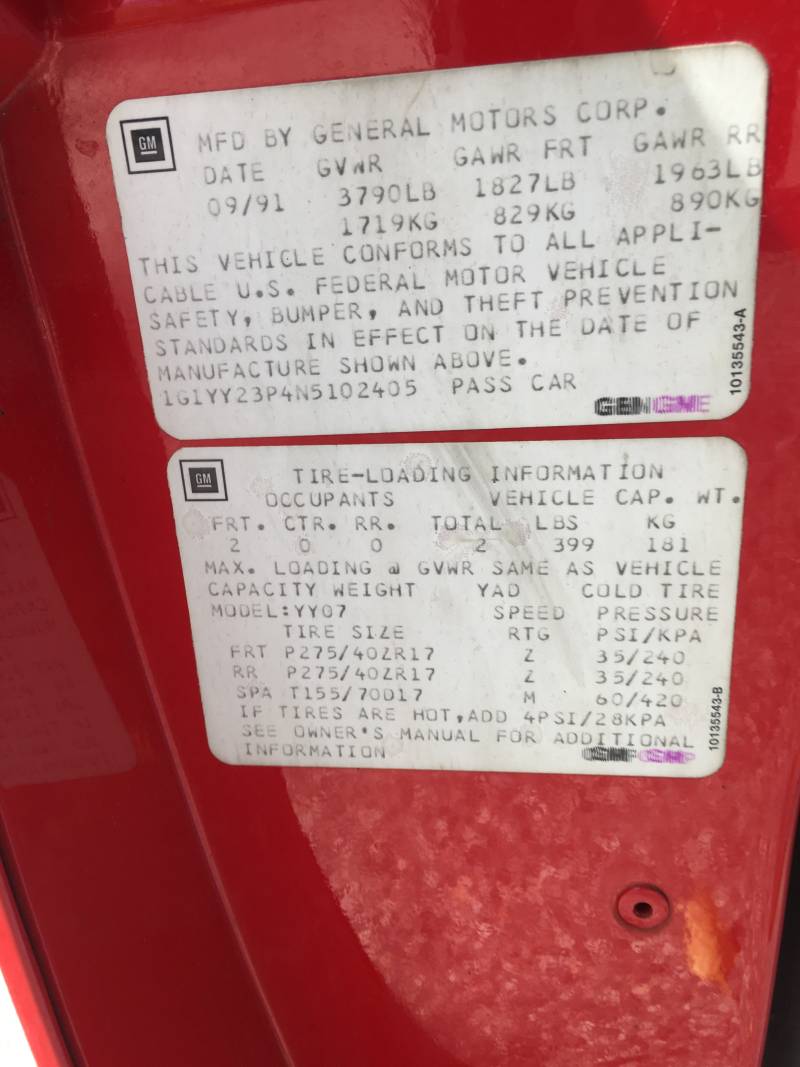 GM
MFD BY GENERAL MOTORS CORP.
DATE GVWR GAWR FRT GAWR RR
09/91 3790LB 1827LB 1963LB
1719KG 829KG 890KG
THIS VEHICLE CONFORMS TO ALL APPLI-
CABLE U.S. FEDERAL MOTOR VEHICLE
SAFETY, BUMPER, AND THEFT PREVENTION
STANDARDS IN EFFECT ON THE DATE OF
MANUFACTURE SHOWN ABOVE.
1G1YY23P4N5102405 PASS CAR
10135543-A
GM
TIRE-LOADING INFORMATION
OCCUPANTS VEHICLE CAP. WT.
FRT. CTR. RR. TOTAL LBS KG
2 0 0 2 399 181
MAX. LOADING @ GVWR SAME AS VEHICLE
CAPACITY WEIGHT YAD COLD TIRE
MODEL:YY07 SPEED PRESSURE
TIRE SIZE RTG PSI/KPA
FRT P275/40ZR17 Z 35/240
RR P275/40ZR17 Z 35/240
SPA T155/70D17 M 60/420
IF TIRES ARE HOT,ADD 4PSI/28KPA
SEE OWNER'S MANUAL FOR ADDITIONAL
INFORMATION
10135543-B